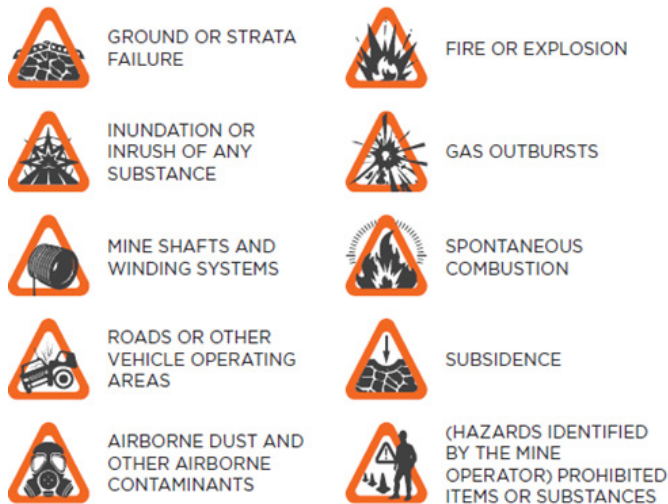 GROUND OR STRATA
FAILURE
FIRE OR EXPLOSION
INUNDATION OR
INRUSH OF ANY
SUBSTANCE
GAS OUTBURSTS
MINE SHAFTS AND
WINDING SYSTEMS
SPONTANEOUS
COMBUSTION
ROADS OR OTHER
VEHICLE OPERATING
AREAS
SUBSIDENCE
AIRBORNE DUST AND
OTHER AIRBORNE
CONTAMINANTS
(HAZARDS IDENTIFIED
BY THE MINE
OPERATOR) PROHIBITED
ITEMS OR SUBSTANCES